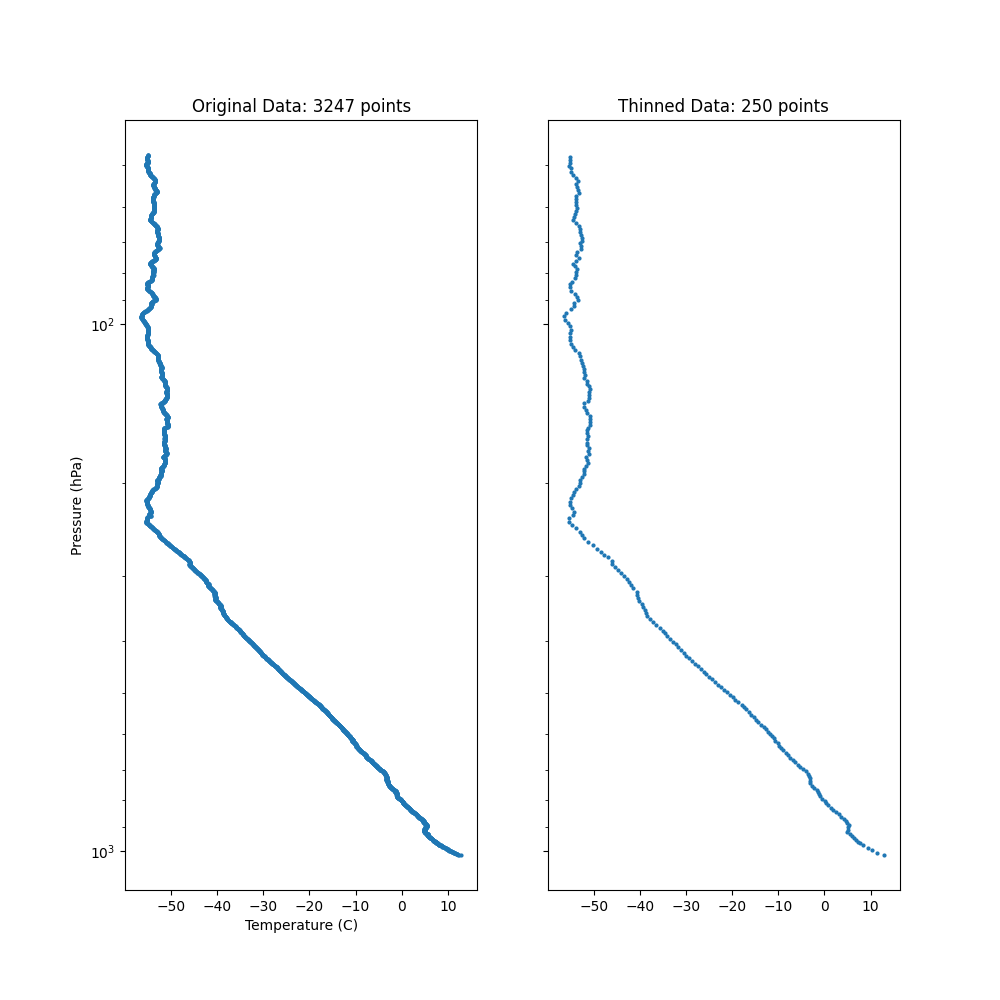 Original Data: 3247 points
Thinned Data: 250 points
Pressure (hPa)
10²
10³
−50 −40 −30 −20 −10 0 10
−50 −40 −30 −20 −10 0 10
Temperature (C)